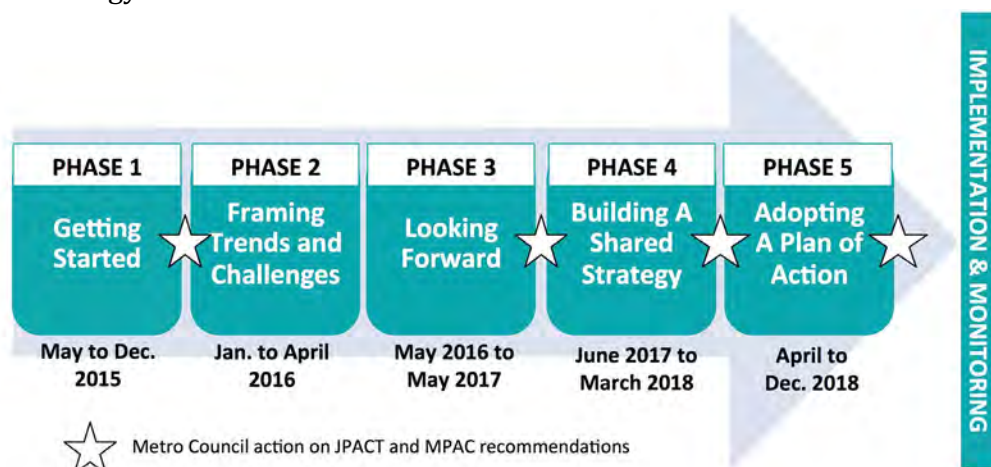 PHASE 1
Getting
Started
May to Dec.
2015
PHASE 2
Framing
Trends and
Challenges
Jan. to April
2016
PHASE 3
Looking
Forward
May 2016 to
May 2017
PHASE 4
Building A
Shared
Strategy
June 2017 to
March 2018
PHASE 5
Adopting
A Plan of
Action
April to
Dec. 2018
IMPLEMENTATION & MONITORING
Metro Council action on JPACT and MPAC recommendations